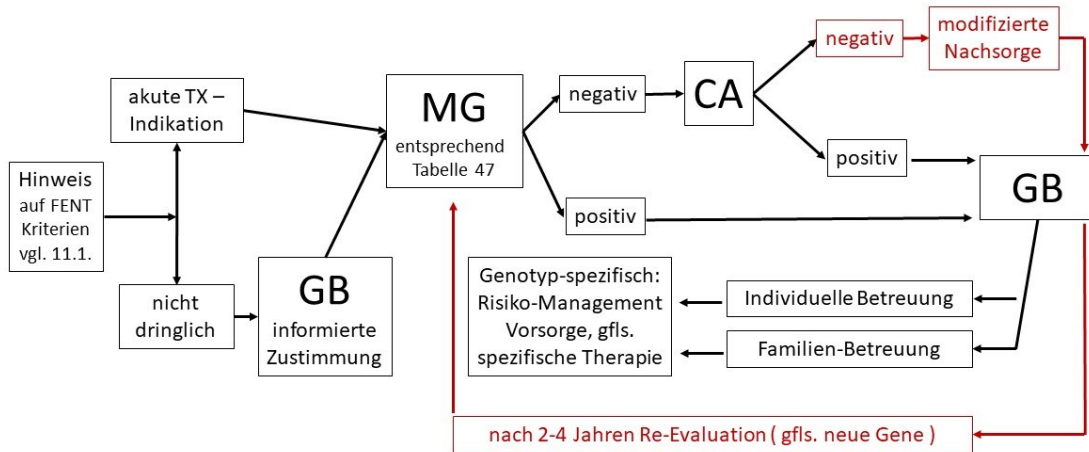 Hinweis
auf FENT
Kriterien
vgl. 11.1.
akute TX –
Indikation
nicht
dringlich
GB
informierte
Zustimmung
MG
entsprechend
Tabelle 47
negativ
positiv
CA
negativ
modifizierte
Nachsorge
positiv
GB
Individuelle Betreuung
Familien-Betreuung
Genotyp-spezifisch:
Risiko-Management
Vorsorge, gfls.
spezifische Therapie
nach 2-4 Jahren Re-Evaluation ( gfls. neue Gene )